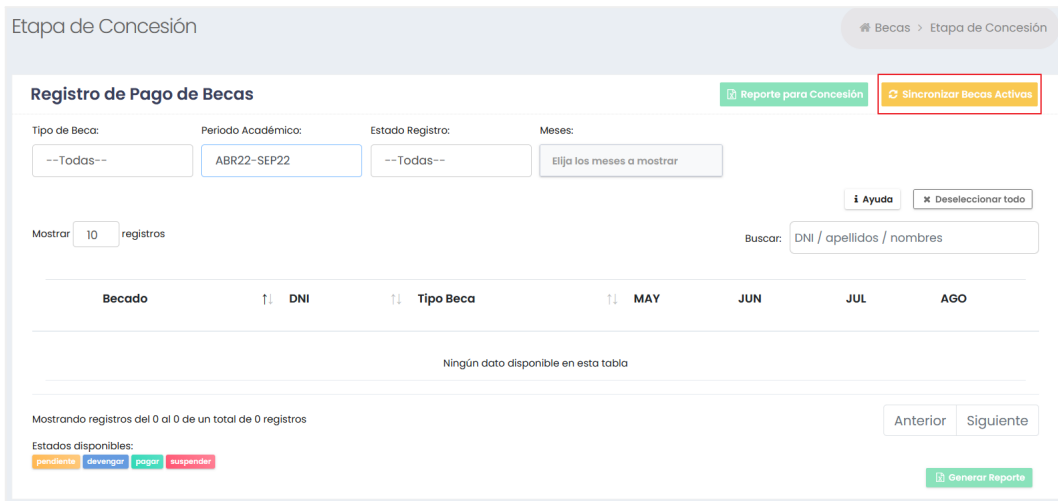 Etapa de Concesión
Becas > Etapa de Concesión
Registro de Pago de Becas
Reporte para Concesión
Sincronizar Becas Activas
Tipo de Beca: Periodo Académico: Estado Registro: Meses:
--Todas-- ABR22-SEP22 --Todas-- Elija los meses a mostrar
Ayuda
Deseleccionar todo
Mostrar 10 registros
Buscar: DNI / apellidos / nombres
Becado DNI Tipo Beca MAY JUN JUL AGO
Ningún dato disponible en esta tabla
Mostrando registros del 0 al 0 de un total de 0 registros
Anterior Siguiente
Estados disponibles:
pendiente devengar pagar suspender
Generar Reporte